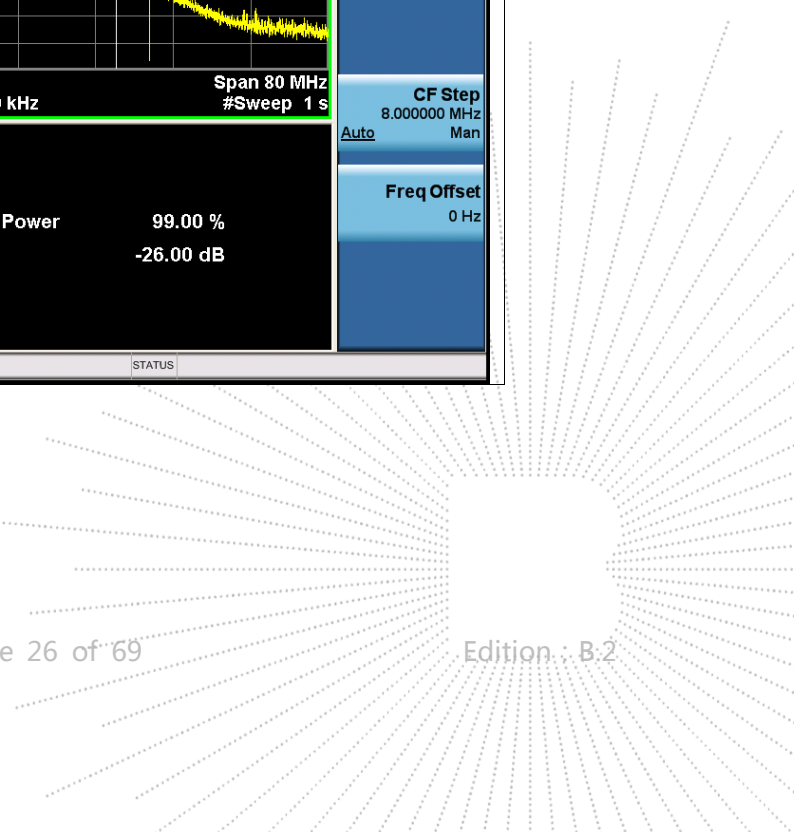 Span 80 MHz
kHz
#Sweep 1 s
CF Step
8.000000 MHz
Auto Man
Freq Offset
0 Hz
Power 99.00 %
-26.00 dB
STATUS
e 26 of 69
Edition : B.2